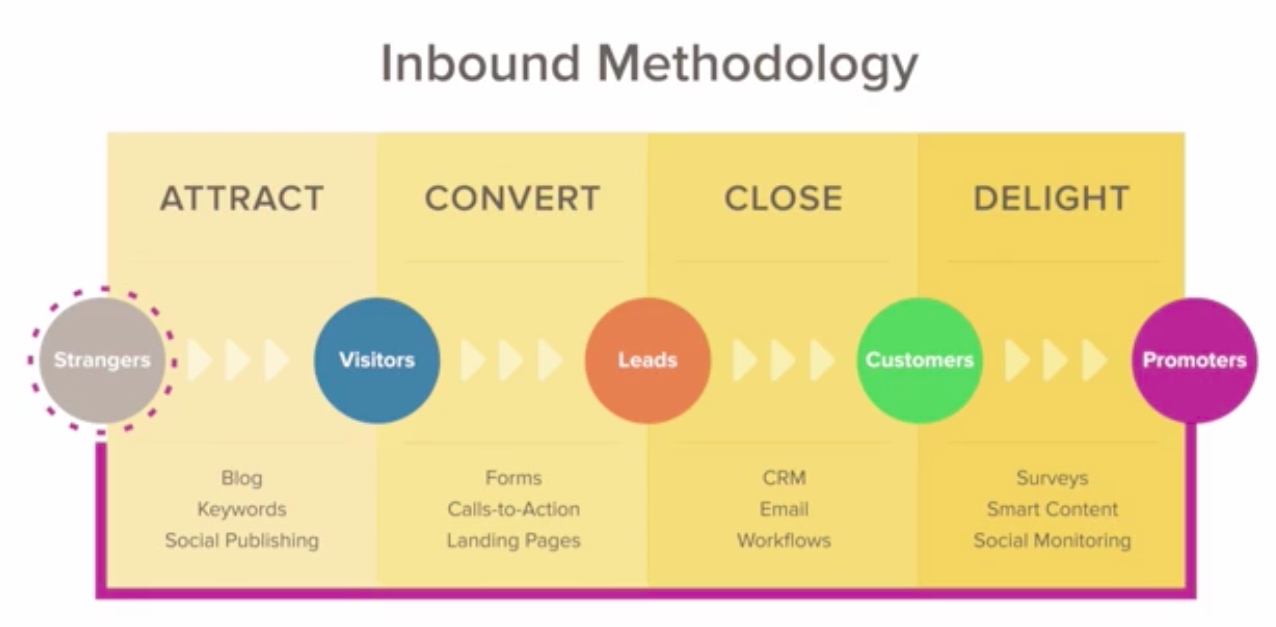 Inbound Methodology
ATTRACT
CONVERT
CLOSE
DELIGHT
Strangers
Visitors
Leads
Customers
Promoters
Blog
Keywords
Social Publishing
Forms
Calls-to-Action
Landing Pages
CRM
Email
Workflows
Surveys
Smart Content
Social Monitoring